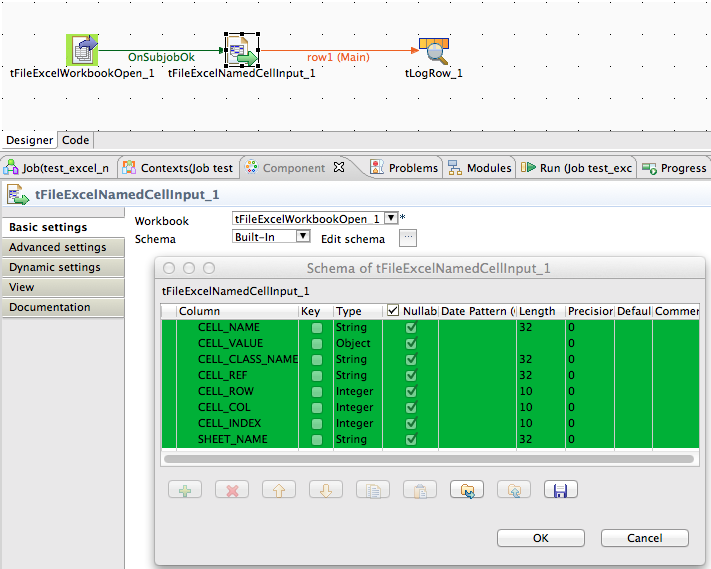 OnSubjobOk row1 (Main)
tFileExcelWorkbookOpen_1 tFileExcelNamedCellInput_1 tLogRow_1
Designer Code
Job(test_excel_n Contexts(Job test Component Problems Modules Run (Job test_exc Progress
tFileExcelNamedCellInput_1
Basic settings
Advanced settings
Dynamic settings
View
Documentation
Workbook tFileExcelWorkbookOpen_1 *
Schema Built-In Edit schema ...
Schema of tFileExcelNamedCellInput_1
tFileExcelNamedCellInput_1
Column Key Type Nullab Date Pattern ( Length Precision Defaul Commen
CELL_NAME String 32 0
CELL_VALUE Object 0
CELL_CLASS_NAME String 32 0
CELL_REF String 32 0
CELL_ROW Integer 10 0
CELL_COL Integer 10 0
CELL_INDEX Integer 10 0
SHEET_NAME String 32 0
OK Cancel